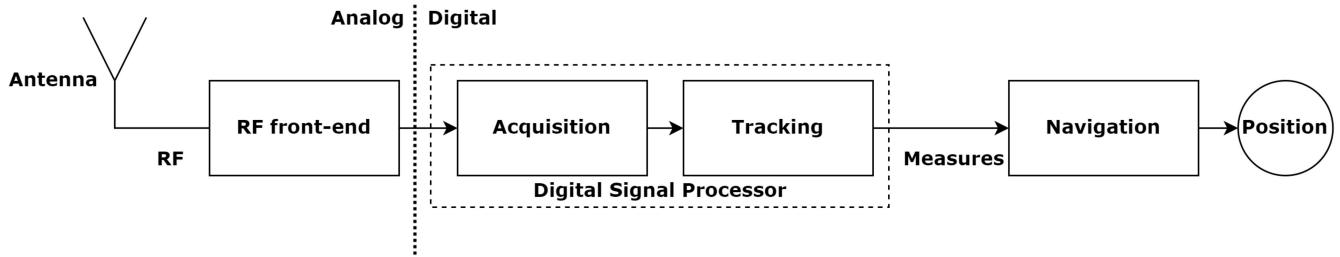 Analog
Digital
Antenna
RF
RF front-end
Acquisition
Tracking
Digital Signal Processor
Measures
Navigation
Position